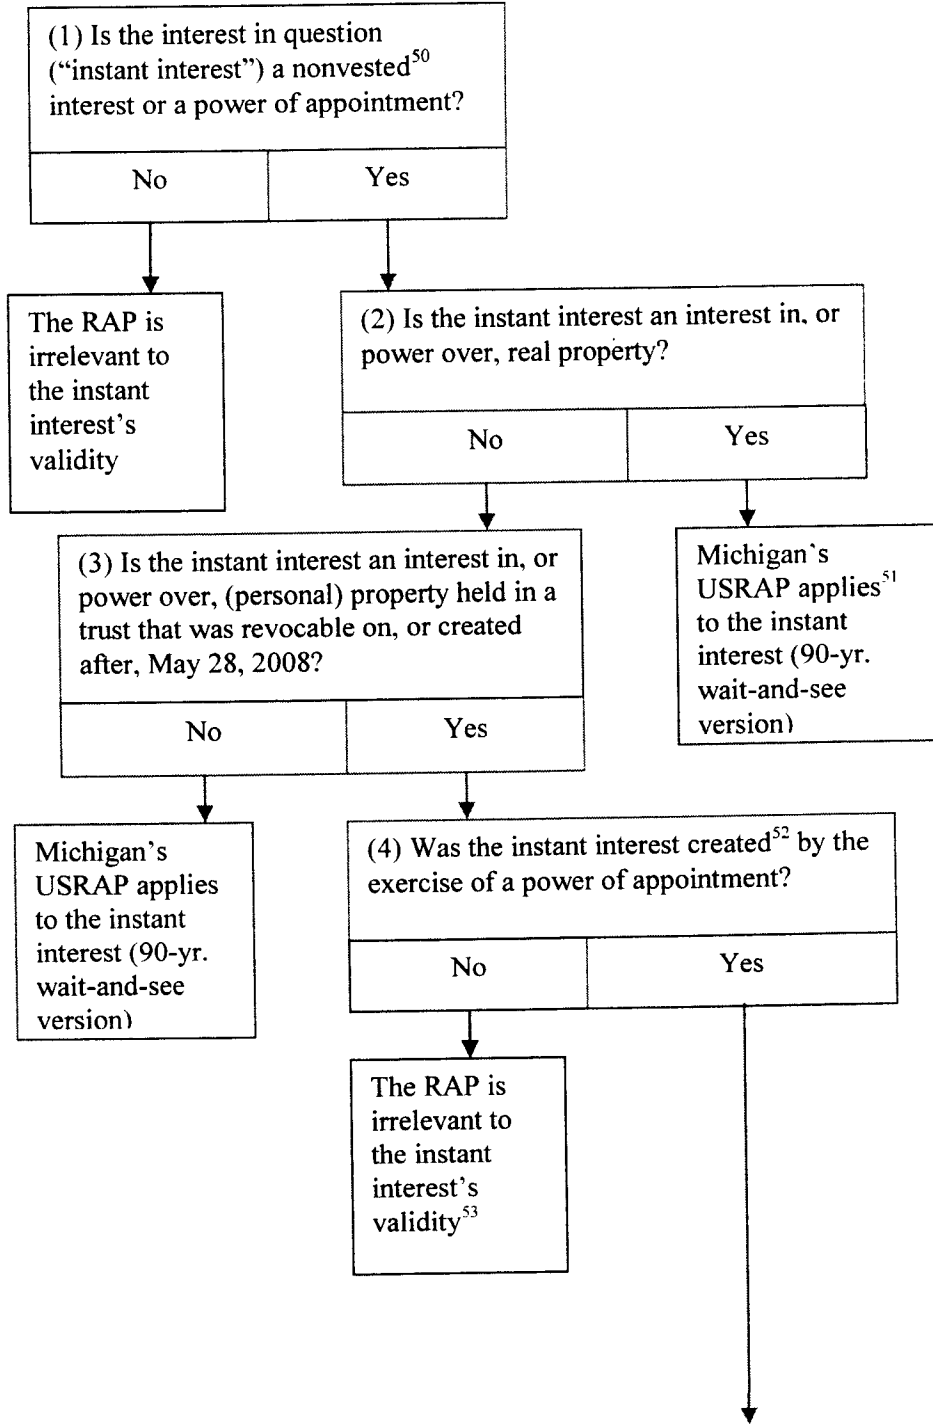 (1) Is the interest in question
(“instant interest”) a nonvested50
interest or a power of appointment?
No
Yes
The RAP is
irrelevant to
the instant
interest’s
validity
(2) Is the instant interest an interest in, or
power over, real property?
No
Yes
(3) Is the instant interest an interest in, or
power over, (personal) property held in a
trust that was revocable on, or created
after, May 28, 2008?
No
Yes
Michigan’s
USRAP applies51
to the instant
interest (90-yr.
wait-and-see
version)
Michigan’s
USRAP applies
to the instant
interest (90-yr.
wait-and-see
version)
(4) Was the instant interest created52 by the
exercise of a power of appointment?
No
Yes
The RAP is
irrelevant to
the instant
interest’s
validity53